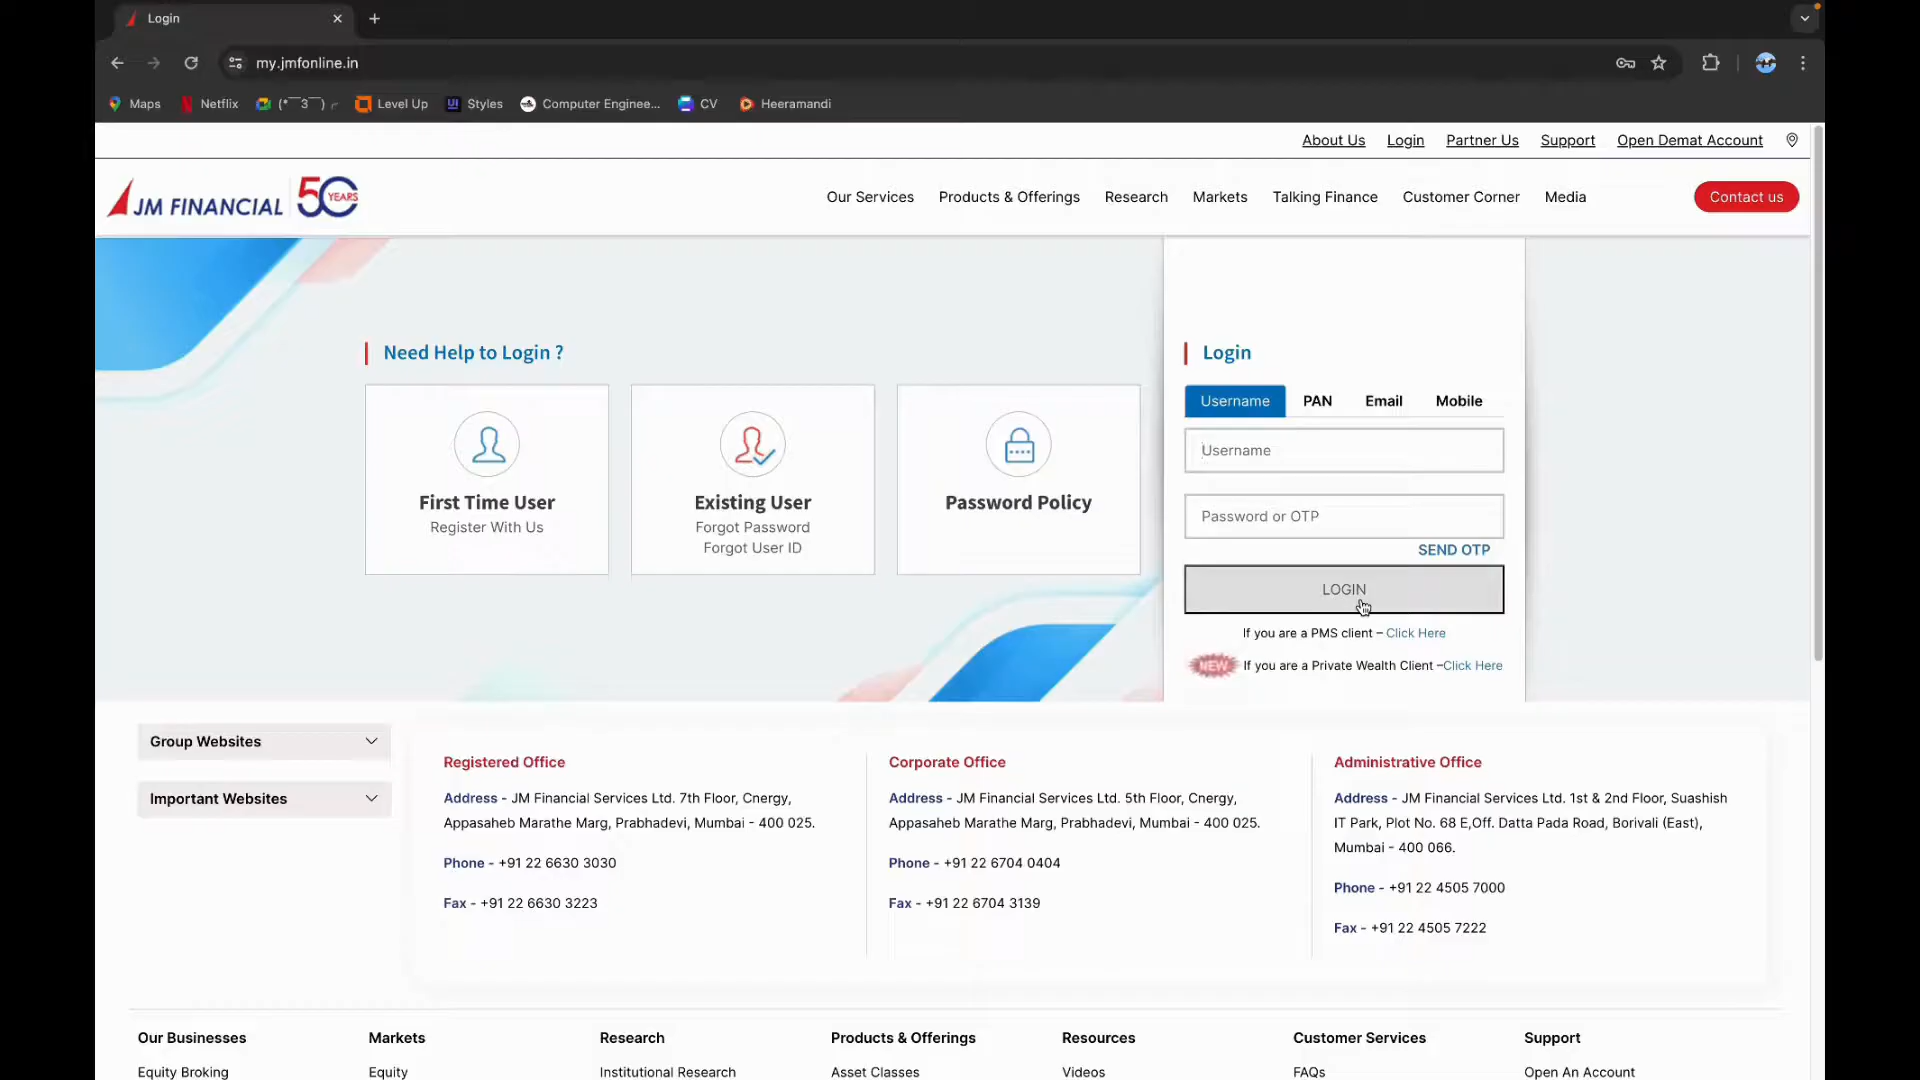 Login
my.jmfonline.in
Maps
Netflix
Level Up
UI Styles
Computer Enginee...
CV
Heeramandi
About Us
Login
Partner Us
Support
Open Demat Account
JM FINANCIAL
50 YEARS
Our Services
Products & Offerings
Research
Markets
Talking Finance
Customer Corner
Media
Contact us
Need Help to Login ?
First Time User
Register With Us
Existing User
Forgot Password
Forgot User ID
Password Policy
Login
Username
PAN
Email
Mobile
Username
Password or OTP
SEND OTP
LOGIN
If you are a PMS client – Click Here
NEW If you are a Private Wealth Client –Click Here
Group Websites
Important Websites
Registered Office
Address - JM Financial Services Ltd. 7th Floor, Cnergy,
Appasaheb Marathe Marg, Prabhadevi, Mumbai - 400 025.
Phone - +91 22 6630 3030
Fax - +91 22 6630 3223
Corporate Office
Address - JM Financial Services Ltd. 5th Floor, Cnergy,
Appasaheb Marathe Marg, Prabhadevi, Mumbai - 400 025.
Phone - +91 22 6704 0404
Fax - +91 22 6704 3139
Administrative Office
Address - JM Financial Services Ltd. 1st & 2nd Floor, Suashish
IT Park, Plot No. 68 E,Off. Datta Pada Road, Borivali (East),
Mumbai - 400 066.
Phone - +91 22 4505 7000
Fax - +91 22 4505 7222
Our Businesses
Equity Broking
Markets
Equity
Research
Institutional Research
Products & Offerings
Asset Classes
Resources
Videos
Customer Services
FAQs
Support
Open An Account